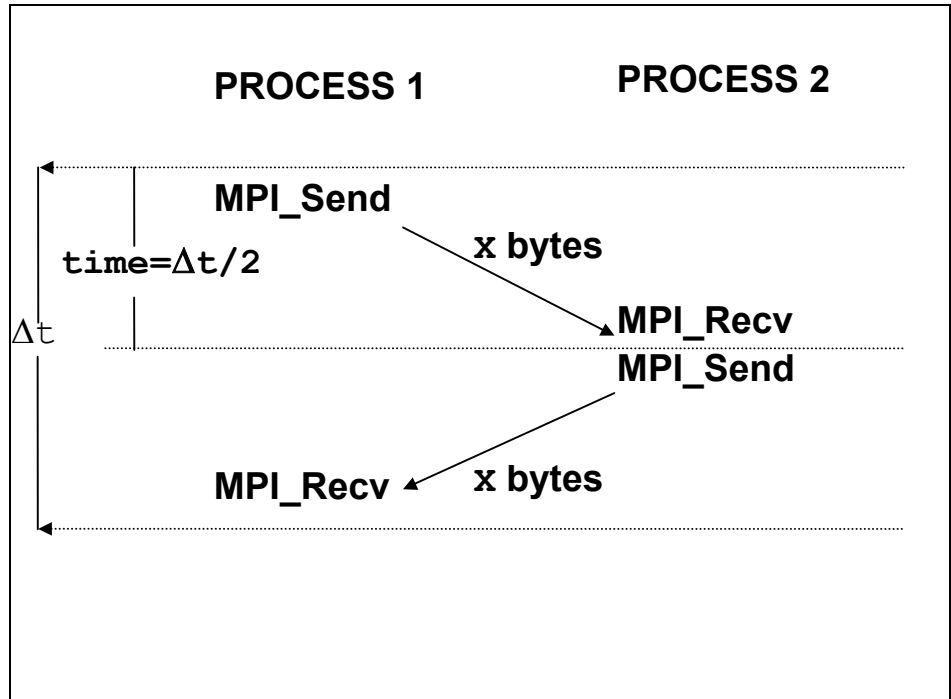 PROCESS 1
PROCESS 2
MPI_Send
x bytes
time=Δt/2
MPI_Recv
Δt
MPI_Send
MPI_Recv
x bytes